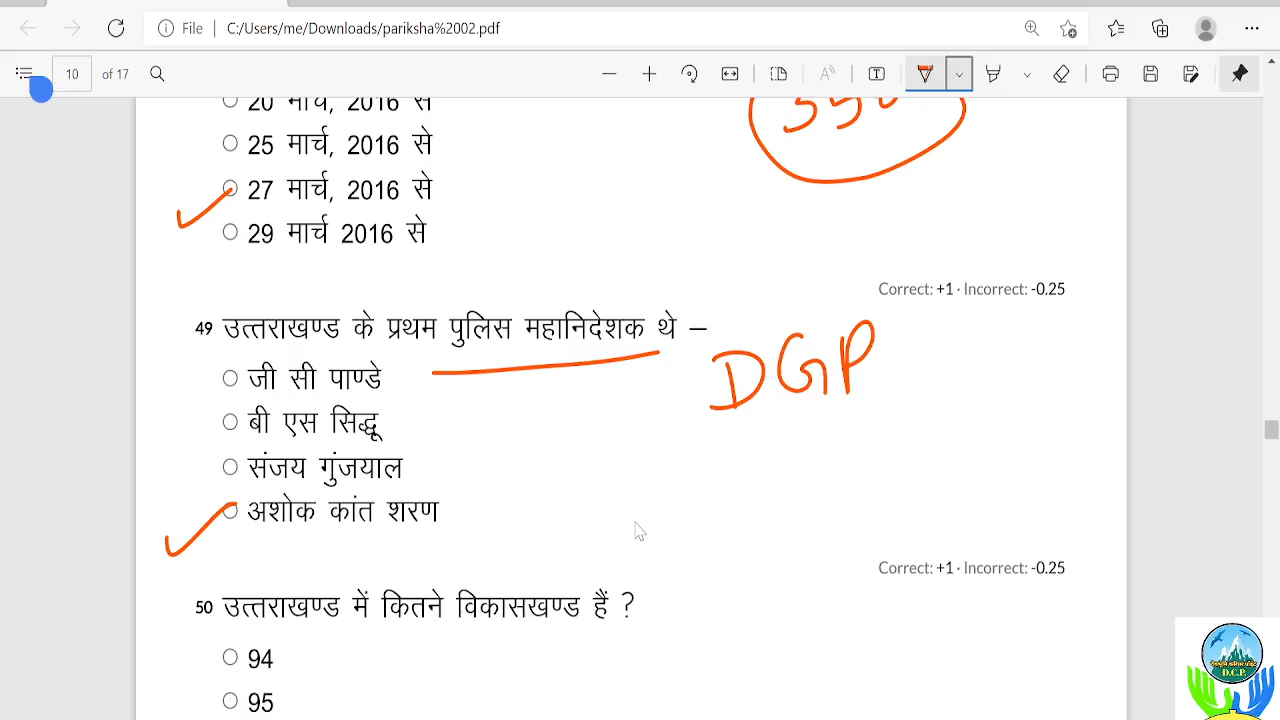 File
C:/Users/me/Downloads/pariksha%2002.pdf
10 of 17
20 मार्च, 2016 से
25 मार्च, 2016 से
27 मार्च, 2016 से
29 मार्च 2016 से
Correct: +1 · Incorrect: -0.25
49 उत्तराखण्ड के प्रथम पुलिस महानिदेशक थे –
DGP
जी सी पाण्डे
बी एस सिद्धू
संजय गुंजयाल
अशोक कांत शरण
Correct: +1 · Incorrect: -0.25
50 उत्तराखण्ड में कितने विकासखण्ड हैं ?
94
95
D.C.P.